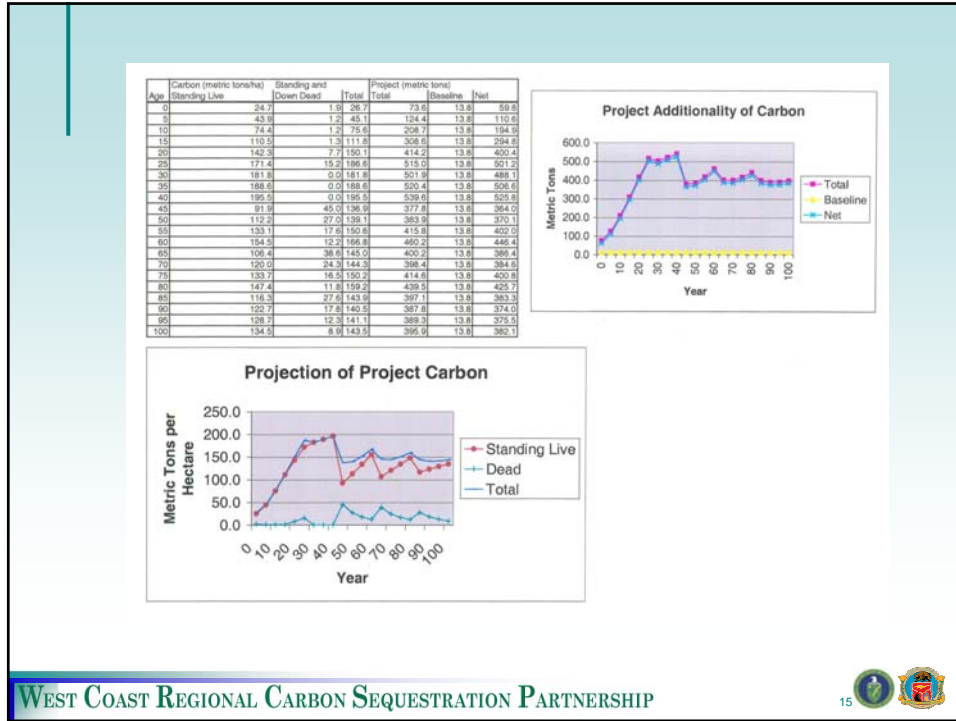 Carbon (metric tons/ha) Standing and Project (metric tons)
Age Standing Live Down Dead Total Total Baseline Net
0 24.7 1.9 26.7 73.6 13.8 59.8
5 43.9 1.2 45.1 124.4 13.8 110.6
10 74.4 1.2 75.6 208.7 13.8 194.9
15 110.5 1.3 111.8 308.6 13.8 294.8
20 142.3 7.7 150.1 414.2 13.8 400.4
25 171.4 15.2 186.6 515.0 13.8 501.2
30 181.8 0.0 181.8 501.9 13.8 488.1
35 188.6 0.0 188.6 520.4 13.8 506.6
40 195.5 0.0 195.5 539.6 13.8 525.8
45 91.9 45.0 136.9 377.8 13.8 364.0
50 112.2 27.0 139.1 383.9 13.8 370.1
55 133.1 17.6 150.6 415.8 13.8 402.0
60 154.5 12.2 166.8 460.2 13.8 446.4
65 106.4 38.6 145.0 400.2 13.8 386.4
70 120.0 24.3 144.3 398.4 13.8 384.6
75 133.7 16.5 150.2 414.6 13.8 400.8
80 147.4 11.8 159.2 439.5 13.8 425.7
85 116.3 27.6 143.9 397.1 13.8 383.3
90 122.7 17.8 140.5 387.8 13.8 374.0
95 128.7 12.3 141.1 389.3 13.8 375.5
100 134.5 8.9 143.5 395.9 13.8 382.1
Project Additionality of Carbon
Metric Tons
600.0
500.0
400.0
300.0
200.0
100.0
0.0
0 10 20 30 40 50 60 70 80 90 100
Year
Total
Baseline
Net
Projection of Project Carbon
Metric Tons per
Hectare
250.0
200.0
150.0
100.0
50.0
0.0
0 10 20 30 40 50 60 70 80 90 100
Year
Standing Live
Dead
Total
WEST COAST REGIONAL CARBON SEQUESTRATION PARTNERSHIP
15